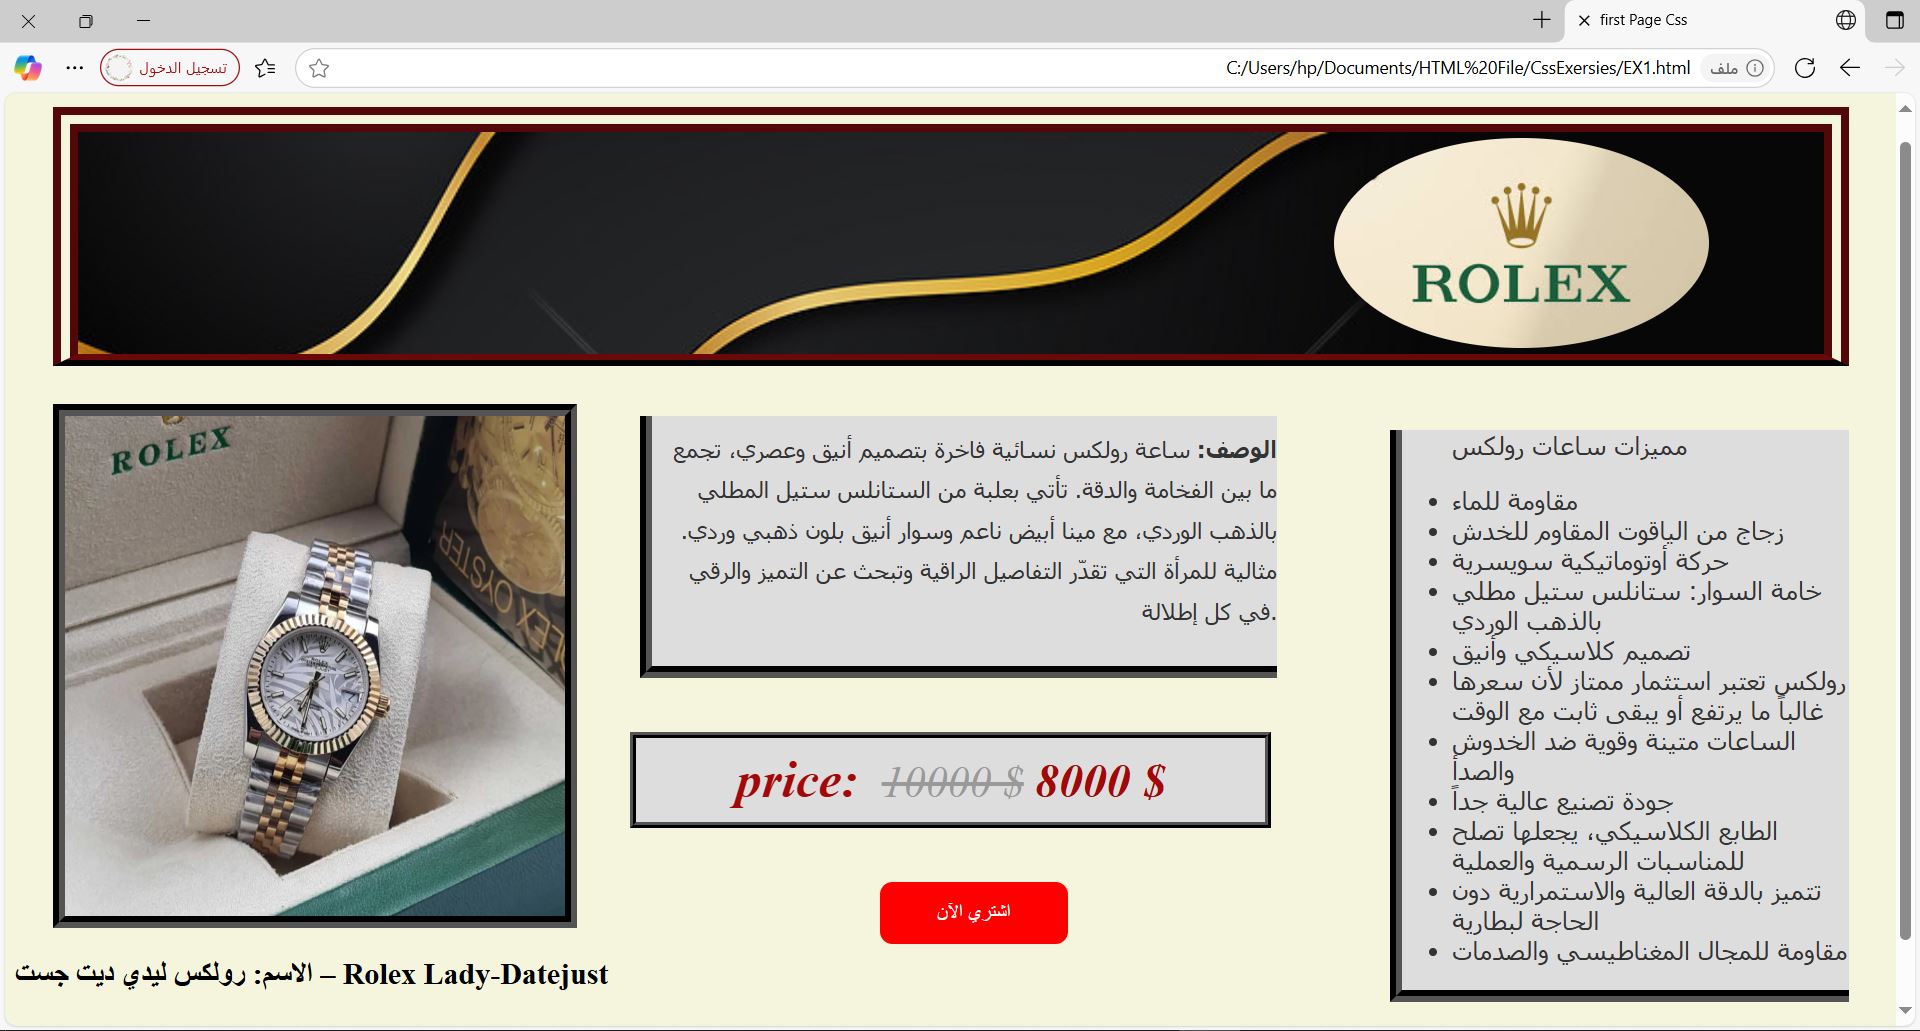 first Page Css
تسجيل الدخول
C:/Users/hp/Documents/HTML%20File/CssExersies/EX1.html
ملف
ROLEX
ROLEX
الوصف: ساعة رولكس نسائية فاخرة بتصميم أنيق وعصري، تجمع
ما بين الفخامة والدقة. تأتي بعلبة من الستانلس ستيل المطلي
بالذهب الوردي، مع مينا أبيض ناعم وسوار أنيق بلون ذهبي وردي.
مثالية للمرأة التي تقدّر التفاصيل الراقية وتبحث عن التميز والرقي
.في كل إطلالة
price: 10000 $ 8000 $
اشتري الآن
الاسم: رولكس ليدي ديت جست – Rolex Lady-Datejust
مميزات ساعات رولكس
مقاومة للماء
زجاج من الياقوت المقاوم للخدش
حركة أوتوماتيكية سويسرية
خامة السوار: ستانلس ستيل مطلي
بالذهب الوردي
تصميم كلاسيكي وأنيق
رولكس تعتبر استثمار ممتاز لأن سعرها
غالباً ما يرتفع أو يبقى ثابت مع الوقت
الساعات متينة وقوية ضد الخدوش
والصدأ
جودة تصنيع عالية جداً
الطابع الكلاسيكي، يجعلها تصلح
للمناسبات الرسمية والعملية
تتميز بالدقة العالية والاستمرارية دون
الحاجة لبطارية
مقاومة للمجال المغناطيسي والصدمات